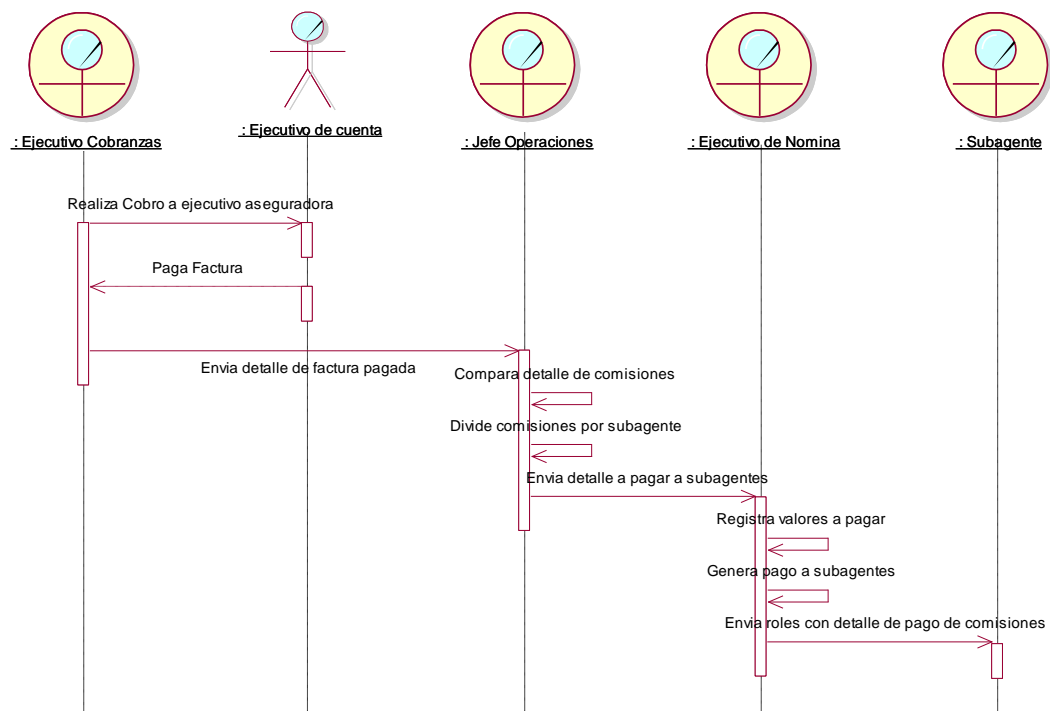 : Ejecutivo Cobranzas
: Ejecutivo de cuenta
: Jefe Operaciones
: Ejecutivo de Nomina
: Subagente
Realiza Cobro a ejecutivo aseguradora
Paga Factura
Envia detalle de factura pagada
Compara detalle de comisiones
Divide comisiones por subagente
Envia detalle a pagar a subagentes
Registra valores a pagar
Genera pago a subagentes
Envia roles con detalle de pago de comisiones